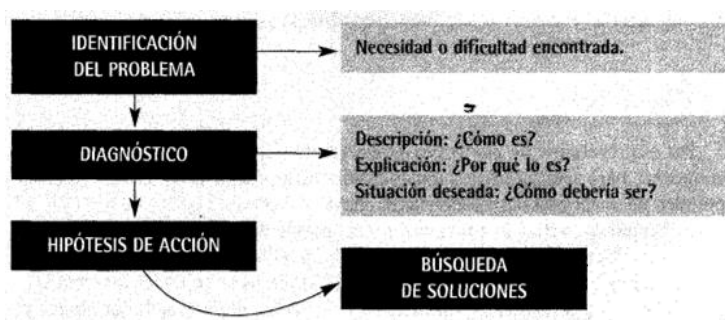 IDENTIFICACIÓN
DEL PROBLEMA
Necesidad o dificultad encontrada.
DIAGNÓSTICO
Descripción: ¿Cómo es?
Explicación: ¿Por qué lo es?
Situación deseada: ¿Cómo debería ser?
HIPÓTESIS DE ACCIÓN
BÚSQUEDA
DE SOLUCIONES